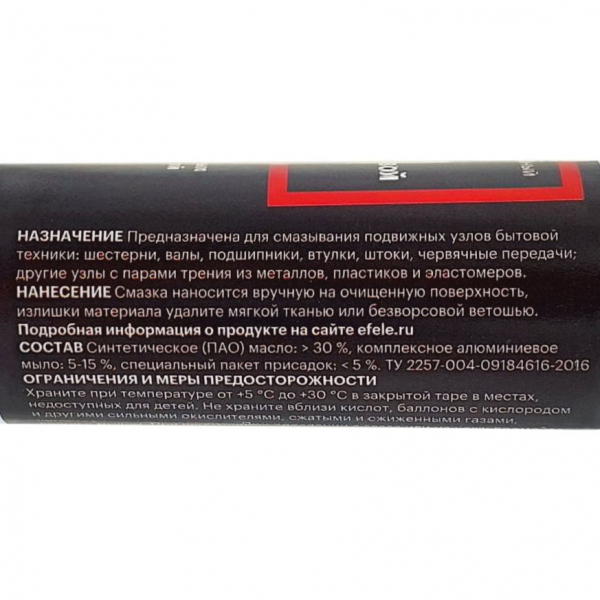 НАЗНАЧЕНИЕ Предназначена для смазывания подвижных узлов бытовой
техники: шестерни, валы, подшипники, втулки, штоки, червячные передачи;
другие узлы с парами трения из металлов, пластиков и эластомеров.
НАНЕСЕНИЕ Смазка наносится вручную на очищенную поверхность,
излишки материала удалите мягкой тканью или безворсовой ветошью.
Подробная информация о продукте на сайте efele.ru
СОСТАВ Синтетическое (ПАО) масло: > 30 %, комплексное алюминиевое
мыло: 5-15 %, специальный пакет присадок: < 5 %. ТУ 2257-004-09184616-2016
ОГРАНИЧЕНИЯ И МЕРЫ ПРЕДОСТОРОЖНОСТИ
Храните при температуре от +5 °С до +30 °С в закрытой таре в местах,
недоступных для детей. Не храните вблизи кислот, баллонов с кислородом
и другими сильными окислителями, сжатыми и сжиженными газами,